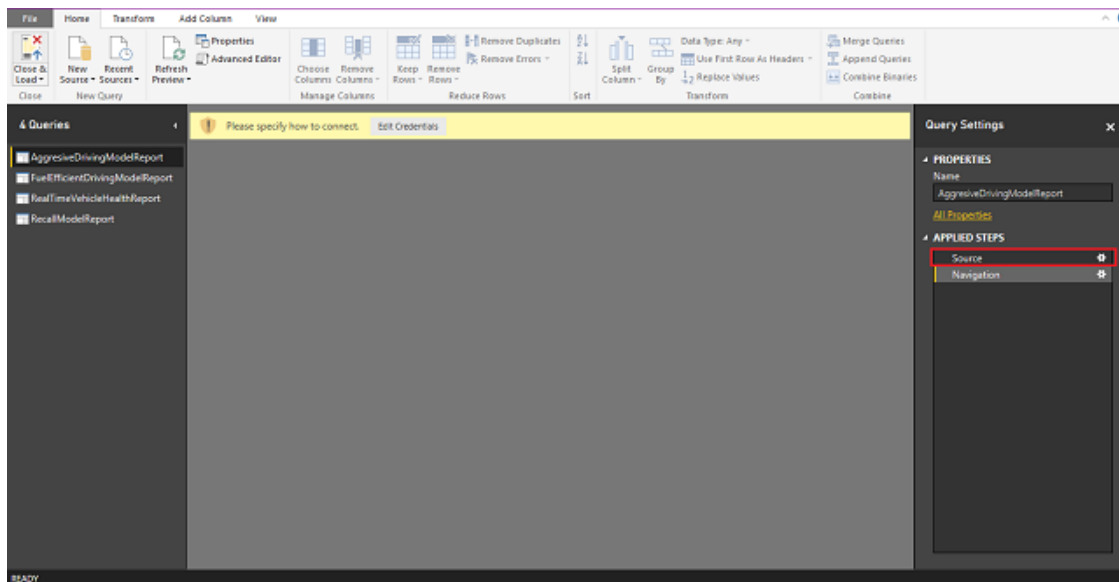 File Home Transform Add Column View
Close & Load New Source Recent Sources Refresh Preview Properties Advanced Editor Choose Columns Remove Columns Keep Rows Remove Rows Remove Duplicates Remove Errors Split Column Group By Data Type: Any Use First Row As Headers Replace Values Merge Queries Append Queries Combine Binaries
Close New Query Manage Columns Reduce Rows Sort Transform Combine
4 Queries
Please specify how to connect. Edit Credentials
Query Settings
AggresiveDrivingModelReport
FuelEfficientDrivingModelReport
RealTimeVehicleHealthReport
RecallModelReport
PROPERTIES
Name
AggresiveDrivingModelReport
All Properties
APPLIED STEPS
Source
Navigation
READY